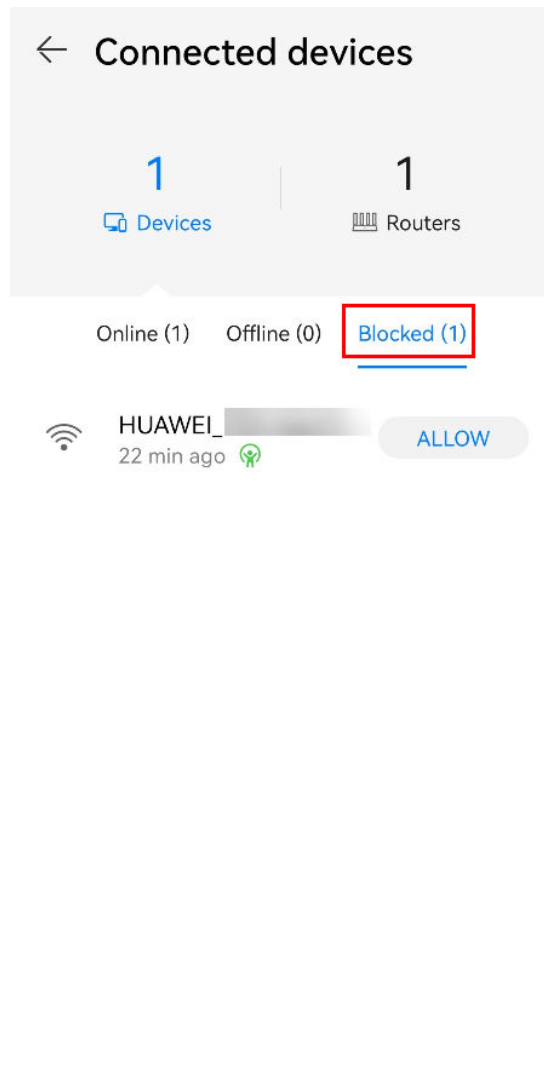 Connected devices
1 1
Devices Routers
Online (1) Offline (0) Blocked (1)
HUAWEI_
ALLOW
22 min ago